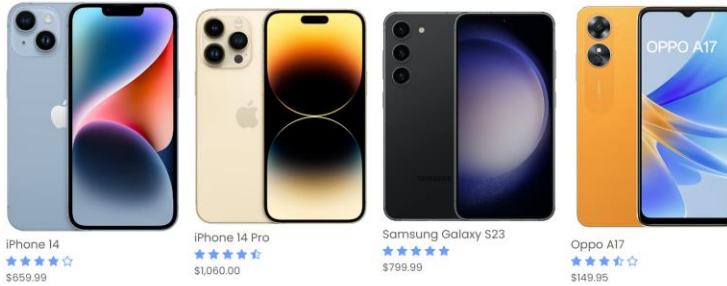 OPPO A17
SAMSUNG
iPhone 14
$659.99
iPhone 14 Pro
$1,060.00
Samsung Galaxy S23
$799.99
Oppo A17
$149.95